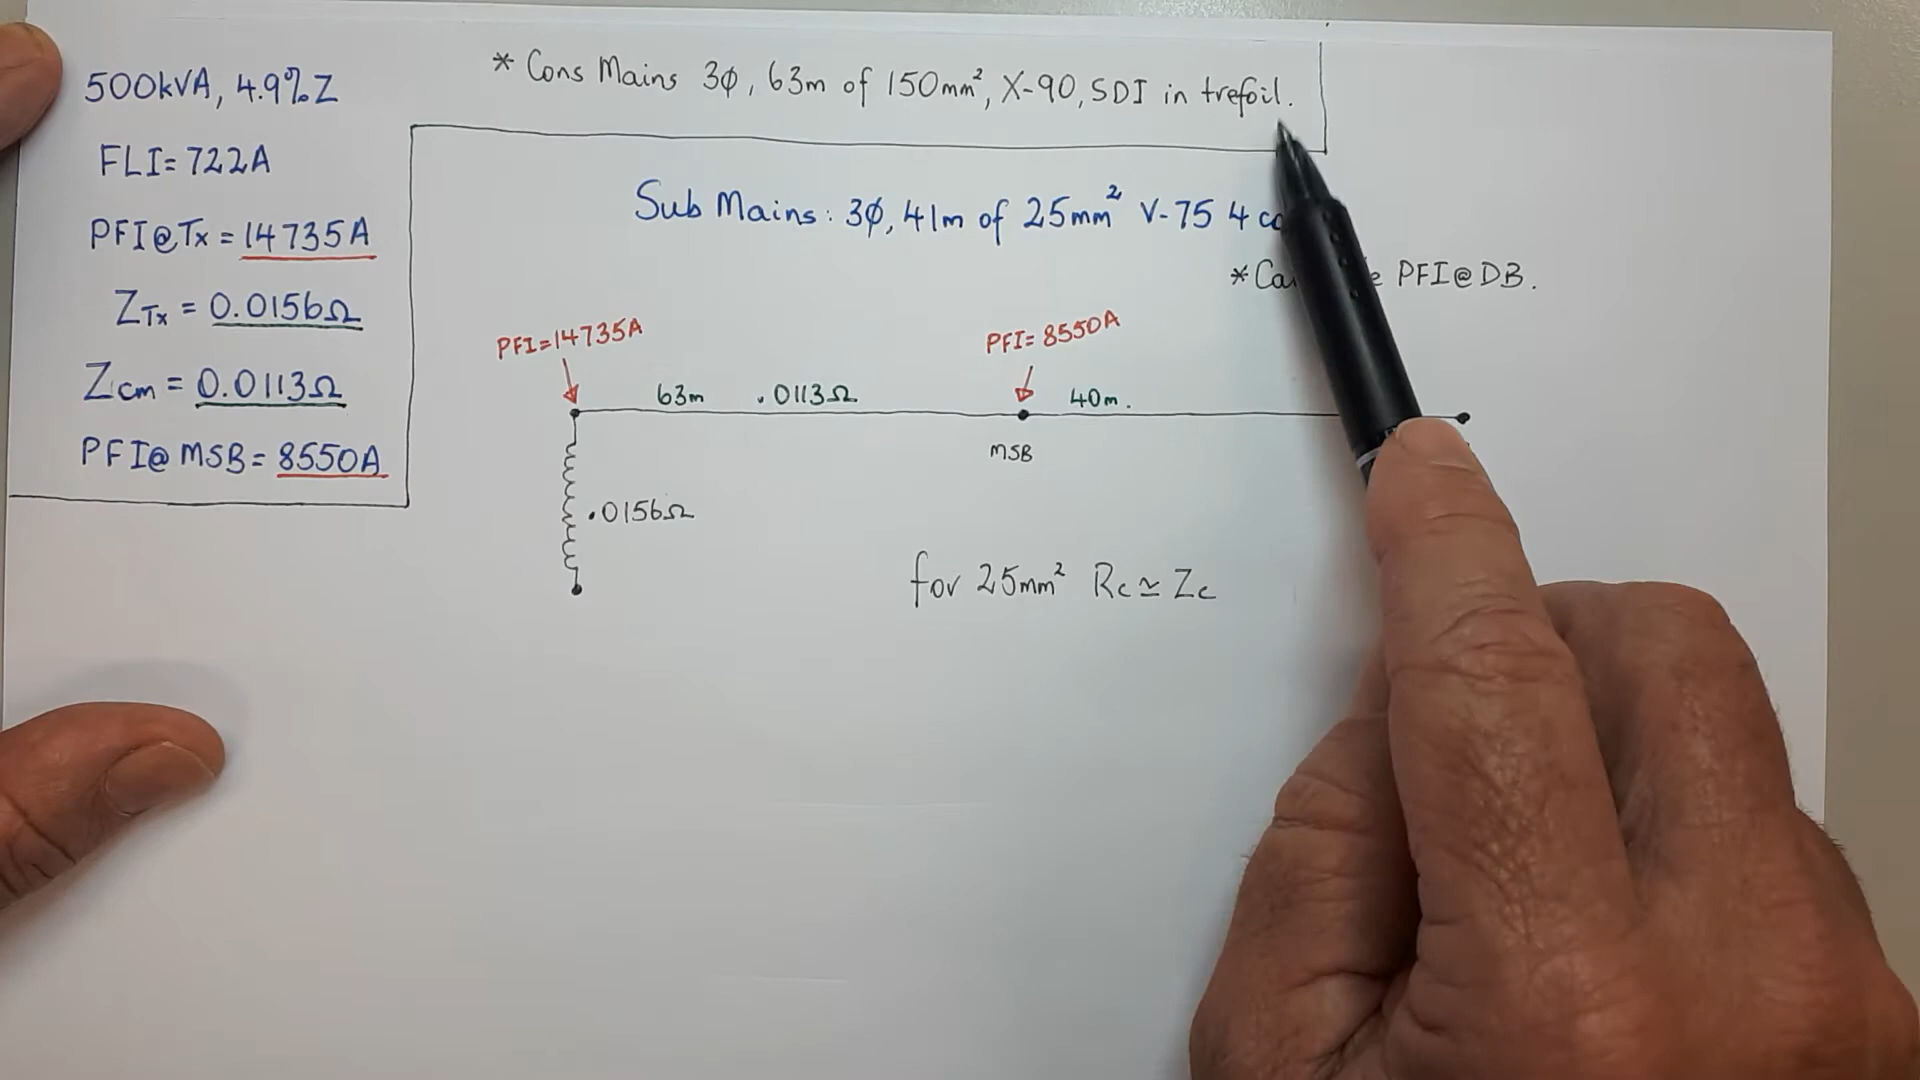 * Cons Mains 3Ø, 63m of 150mm², X-90, SDI in trefoil.
500kVA, 4.9% Z
FLI = 722A
PFI@Tx = 14735A
ZTx = 0.0156Ω
Zcm = 0.0113Ω
PFI@ MSB = 8550A
Sub Mains: 3Ø, 41m of 25mm² V-75 4
* PFI@DB.
PFI=14735A
PFI= 8550A
63m .0113Ω
40m.
MSB
.0156Ω
for 25mm² Rc ≃ Zc